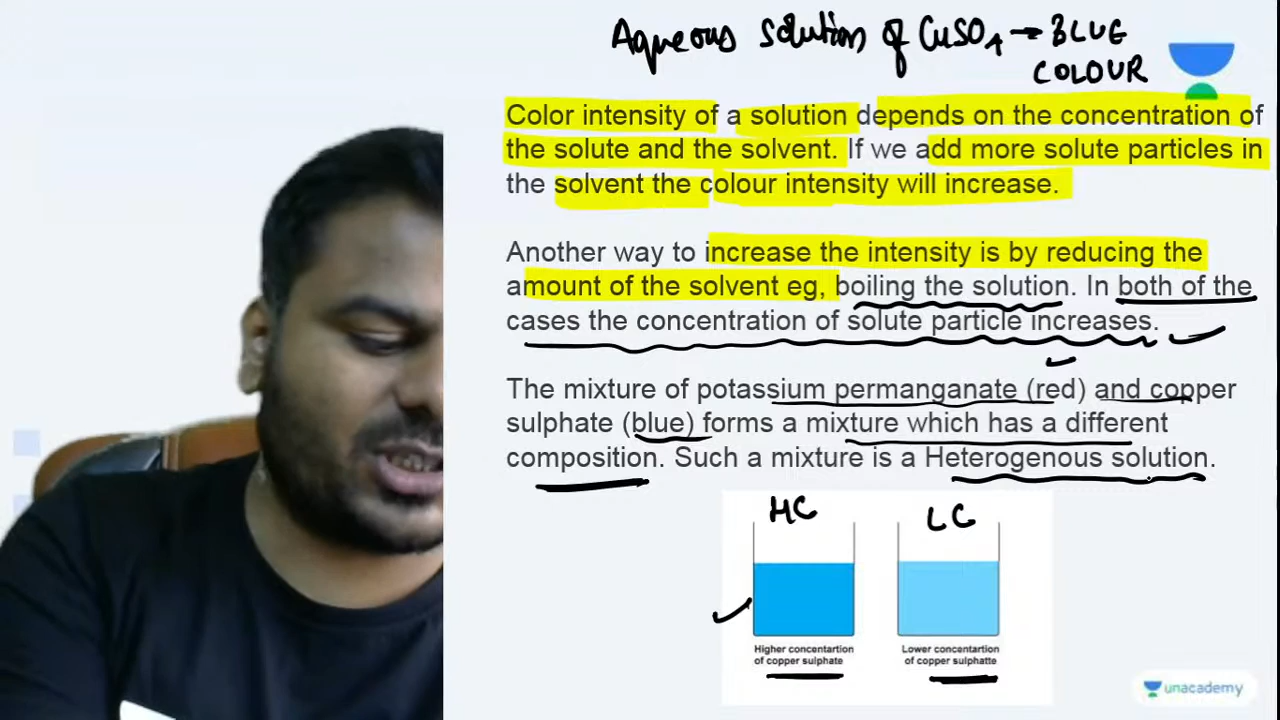 Aqueous solution of CuSO4 → BLUE
COLOUR
Color intensity of a solution depends on the concentration of
the solute and the solvent. If we add more solute particles in
the solvent the colour intensity will increase.
Another way to increase the intensity is by reducing the
amount of the solvent eg, boiling the solution. In both of the
cases the concentration of solute particle increases.
The mixture of potassium permanganate (red) and copper
sulphate (blue) forms a mixture which has a different
composition. Such a mixture is a Heterogenous solution.
HC
LC
Higher concentartion
of copper sulphate
Lower concentartion
of copper sulphatte
unacademy